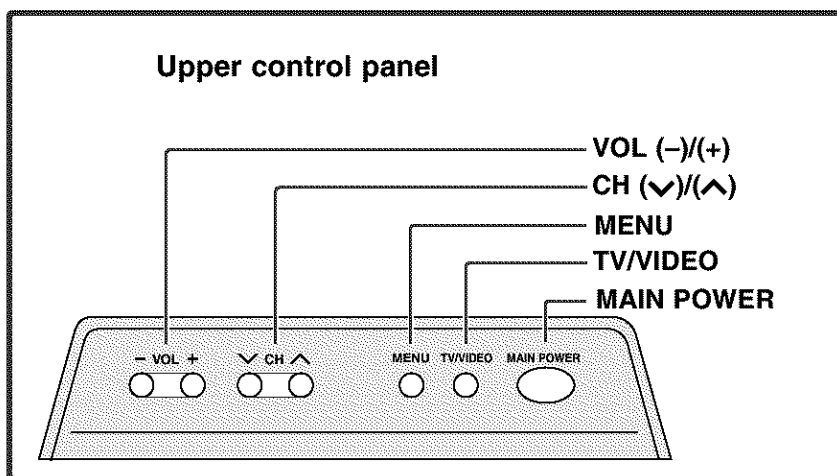 Upper control panel
VOL (–)/(+)
CH (∨)/(∧)
MENU
TV/VIDEO
MAIN POWER
– VOL + ∨ CH ∧ MENU TV/VIDEO MAIN POWER